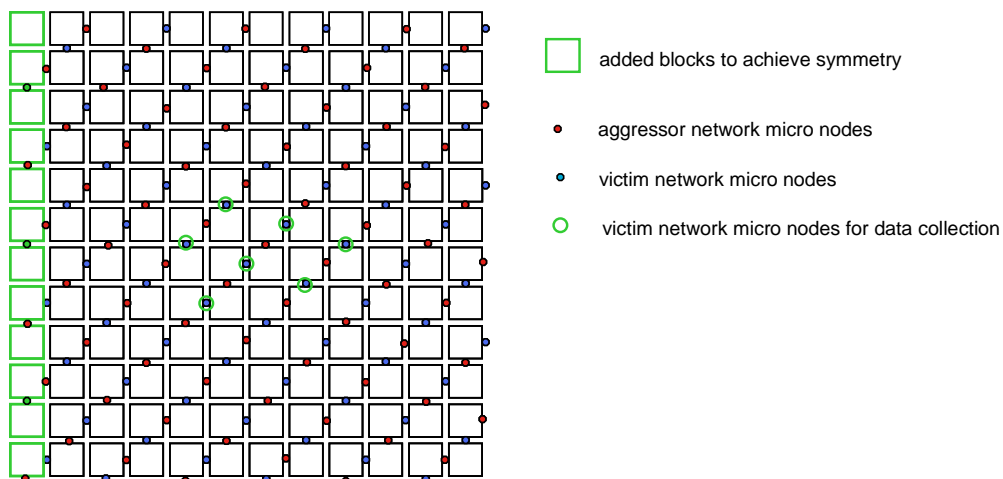 added blocks to achieve symmetry
aggressor network micro nodes
victim network micro nodes
victim network micro nodes for data collection